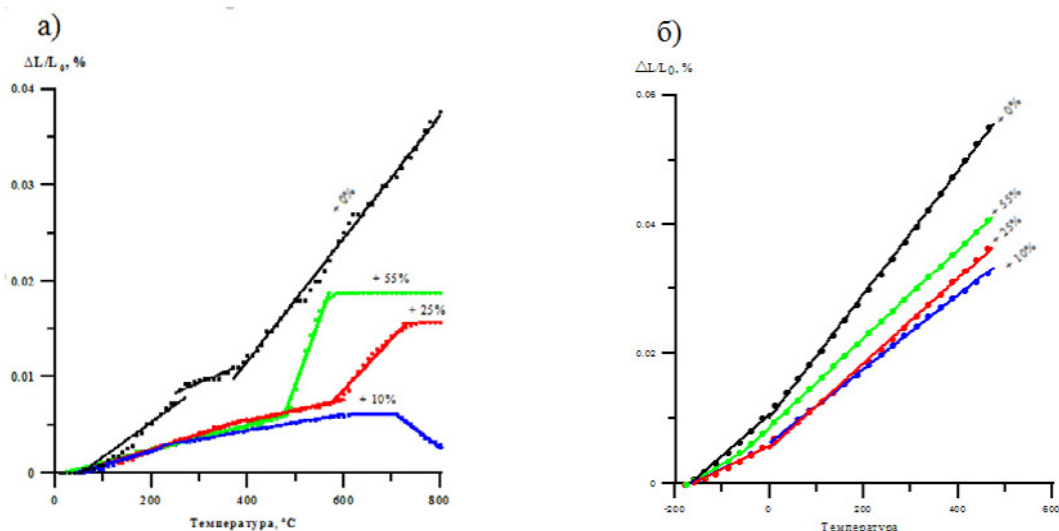 а)
ΔL/L₀, %
0.04
0.03
0.02
0.01
0
0 200 400 600 800
Температура, °C
+ 0%
+ 55%
+ 25%
+ 10%
б)
△L/L₀, %
0.06
0.04
0.02
0
-200 0 200 400 600
Температура
+ 0%
+ 55%
+ 25%
+ 10%